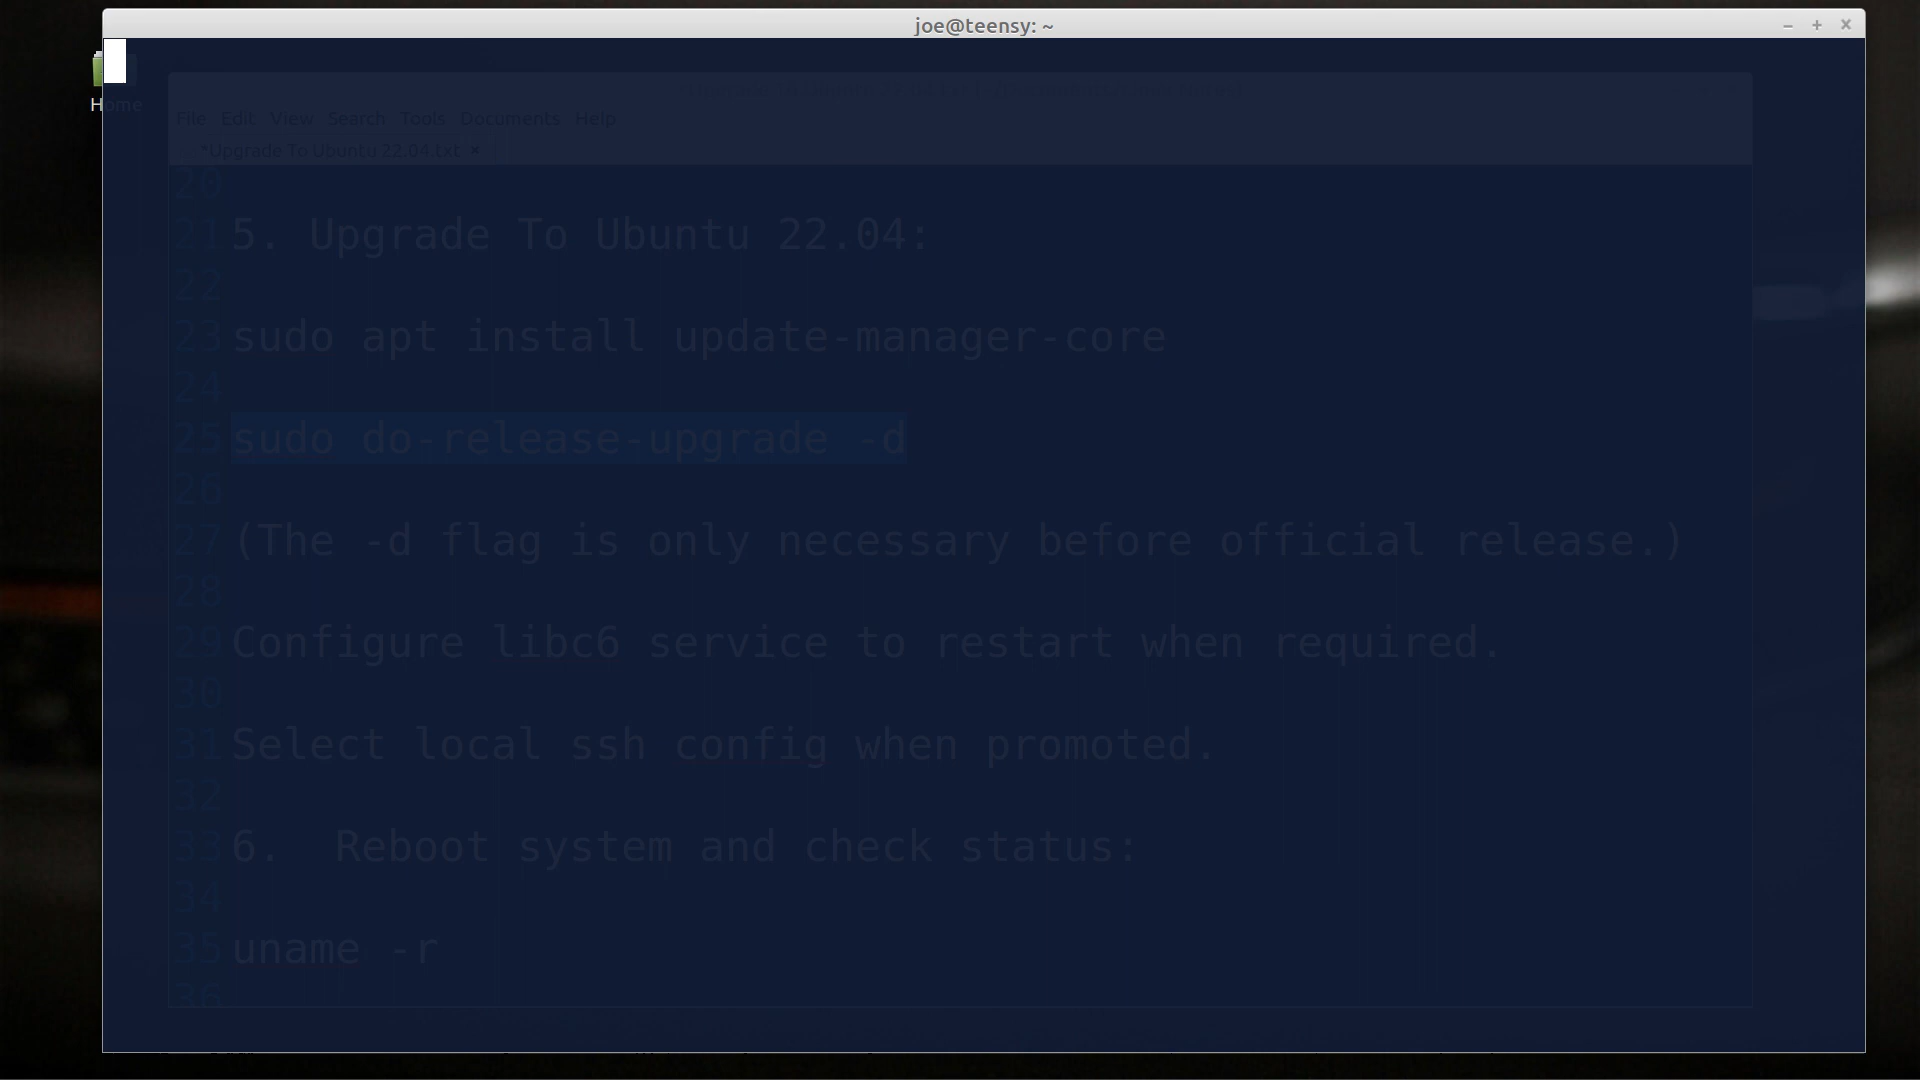 joe@teensy: ~
Home
File Edit View Search Tools Documents Help
*Upgrade To Ubuntu 22.04.txt ×
20
21 5. Upgrade To Ubuntu 22.04:
22
23 sudo apt install update-manager-core
24
25 sudo do-release-upgrade -d
26
27 (The -d flag is only necessary before official release.)
28
29 Configure libc6 service to restart when required.
30
31 Select local ssh config when promoted.
32
33 6.  Reboot system and check status:
34
35 uname -r
36